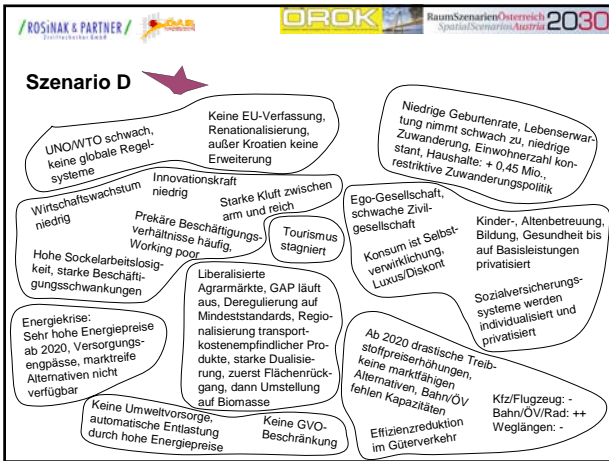 / ROSiNAK & PARTNER /
Ziviltechniker GmbH
ÖROK
RaumSzenarienÖsterreich
SpatialScenariosAustria
2030
Szenario D
UNO/WTO schwach,
keine globale Regel-
systeme
Keine EU-Verfassung,
Renationalisierung,
außer Kroatien keine
Erweiterung
Niedrige Geburtenrate, Lebenserwar-
tung nimmt schwach zu, niedrige
Zuwanderung, Einwohnerzahl kon-
stant, Haushalte: + 0,45 Mio.,
restriktive Zuwanderungspolitik
Wirtschaftswachstum
niedrig
Innovationskraft
niedrig
Starke Kluft zwischen
arm und reich
Prekäre Beschäftigungs-
verhältnisse häufig,
Working poor
Hohe Sockelarbeitslosig-
keit, starke Beschäfti-
gungsschwankungen
Tourismus
stagniert
Ego-Gesellschaft,
schwache Zivil-
gesellschaft
Konsum ist Selbst-
verwirklichung,
Luxus/Diskont
Kinder-, Altenbetreuung,
Bildung, Gesundheit bis
auf Basisleistungen
privatisiert
Sozialversicherungs-
systeme werden
individualisiert und
privatisiert
Liberalisierte
Agrarmärkte, GAP läuft
aus, Deregulierung auf
Mindeststandards, Regio-
nalisierung transport-
kostenempfindlicher Pro-
dukte, starke Dualisie-
rung, zuerst Flächenrück-
gang, dann Umstellung
auf Biomasse
Energiekrise:
Sehr hohe Energiepreise
ab 2020, Versorgungs-
engpässe, marktreife
Alternativen nicht
verfügbar
Ab 2020 drastische Treib-
stoffpreiserhöhungen,
keine marktfähigen
Alternativen, Bahn/ÖV
fehlen Kapazitäten
Effizienzreduktion
im Güterverkehr
Kfz/Flugzeug: -
Bahn/ÖV/Rad: ++
Weglängen: -
Keine Umweltvorsorge,
automatische Entlastung
durch hohe Energiepreise
Keine GVO-
Beschränkung